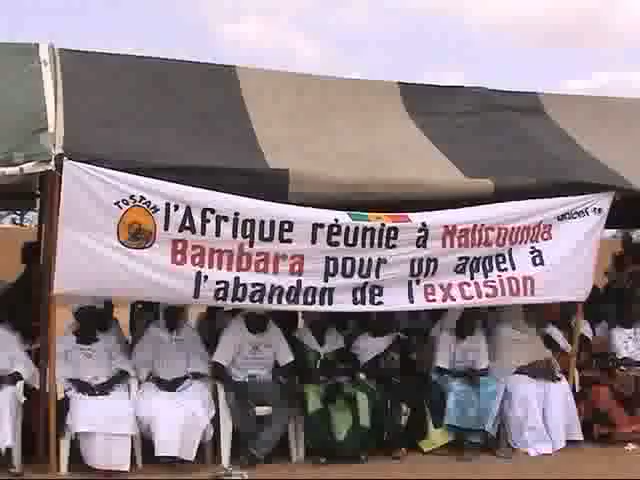 TOSTAN
l'Afrique réunie à Malicounda
unicef
Bambara pour un appel à
l'abandon de l'excision